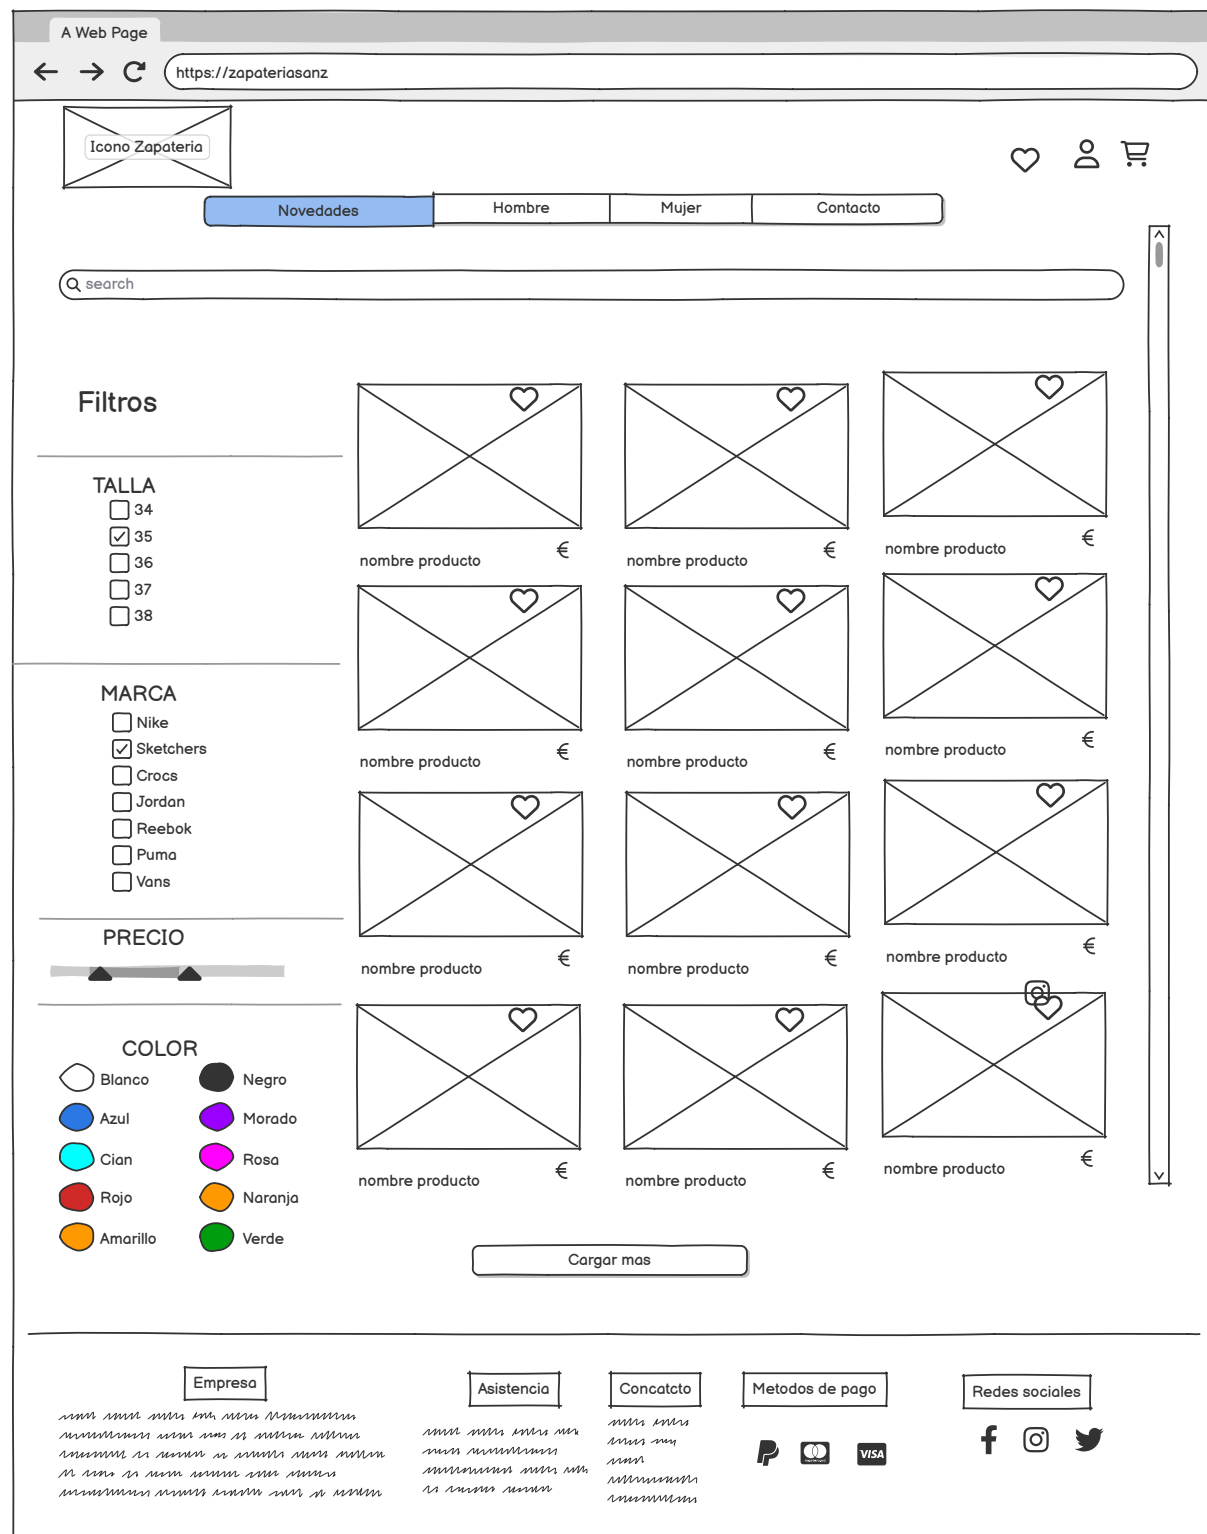 A Web Page
https://zapateriasanz
Icono Zapateria
Novedades Hombre Mujer Contacto
search
Filtros
TALLA
34
35
36
37
38
MARCA
Nike
Sketchers
Crocs
Jordan
Reebok
Puma
Vans
PRECIO
COLOR
Blanco Negro
Azul Morado
Cian Rosa
Rojo Naranja
Amarillo Verde
nombre producto €
nombre producto €
nombre producto €
nombre producto €
nombre producto €
nombre producto €
nombre producto €
nombre producto €
nombre producto €
nombre producto €
nombre producto €
nombre producto €
Cargar mas
Empresa
Asistencia
Concatcto
Metodos de pago
VISA
Redes sociales